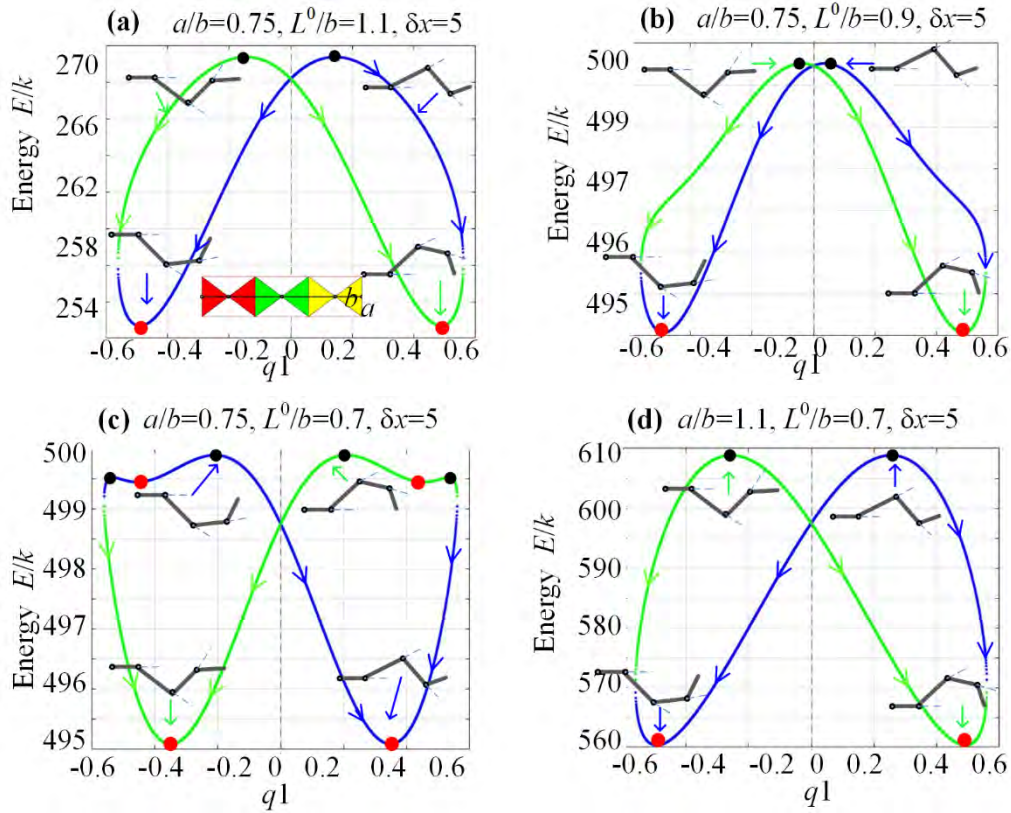 (a) a/b=0.75, L⁰/b=1.1, δx=5
Energy E/k
270
266
262
258
254
b
a
-0.6 -0.4 -0.2 0 0.2 0.4 0.6
q1
(b) a/b=0.75, L⁰/b=0.9, δx=5
Energy E/k
500
499
497
496
495
-0.6 -0.4 -0.2 0 0.2 0.4 0.6
q1
(c) a/b=0.75, L⁰/b=0.7, δx=5
Energy E/k
500
499
498
497
496
495
-0.6 -0.4 -0.2 0 0.2 0.4 0.6
q1
(d) a/b=1.1, L⁰/b=0.7, δx=5
Energy E/k
610
600
590
580
570
560
-0.6 -0.4 -0.2 0 0.2 0.4 0.6
q1